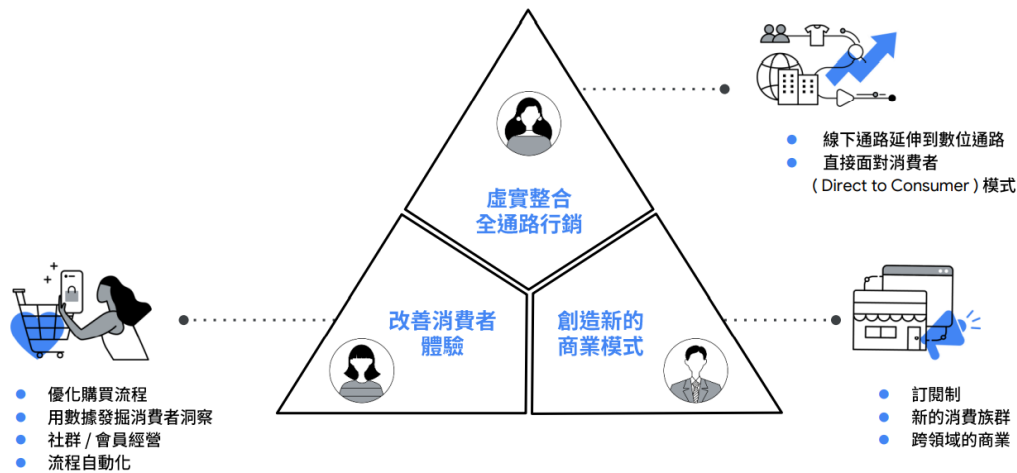 虛實整合
全通路行銷
線下通路延伸到數位通路
直接面對消費者
( Direct to Consumer ) 模式
改善消費者
體驗
創造新的
商業模式
優化購買流程
用數據發掘消費者洞察
社群 / 會員經營
流程自動化
訂閱制
新的消費族群
跨領域的商業